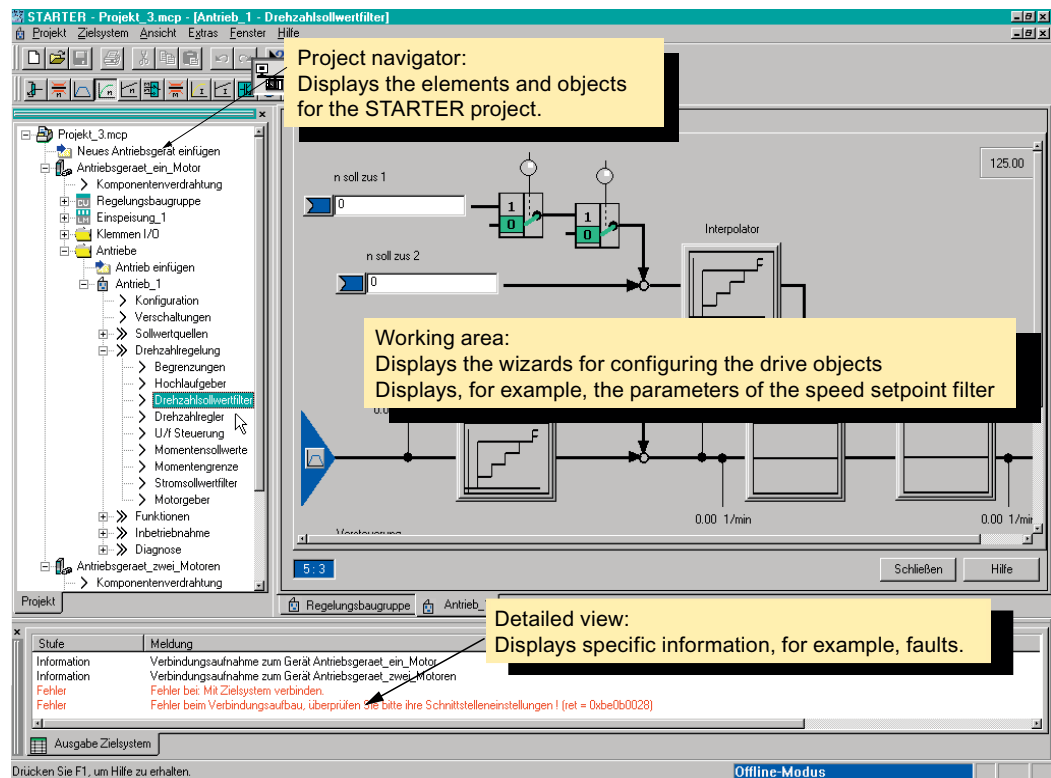 STARTER - Projekt_3.mcp - [Antrieb_1 - Drehzahlsollwertfilter]
Projekt Zielsystem Ansicht Extras Fenster Hilfe
Project navigator:
Displays the elements and objects
for the STARTER project.
Projekt_3.mcp
Neues Antriebsgerät einfügen
Antriebsgeraet_ein_Motor
Komponentenverdrahtung
Regelungsbaugruppe
Einspeisung_1
Klemmen I/O
Antriebe
Antrieb einfügen
Antrieb_1
Konfiguration
Verschaltungen
Sollwertquellen
Drehzahlregelung
Begrenzungen
Hochlaufgeber
Drehzahlsollwertfilter
Drehzahlregler
U/f Steuerung
Momentensollwerte
Momentengrenze
Stromsollwertfilter
Motorgeber
Funktionen
Inbetriebnahme
Diagnose
Antriebsgeraet_zwei_Motoren
Komponentenverdrahtung
Projekt
125.00
n soll zus 1
0
1
0
1
0
n soll zus 2
0
Interpolator
Working area:
Displays the wizards for configuring the drive objects
Displays, for example, the parameters of the speed setpoint filter
0.00 1/min
0.00 1/min
5:3
Schließen
Hilfe
Regelungsbaugruppe
Antrieb_
Detailed view:
Displays specific information, for example, faults.
Stufe Meldung
Information Verbindungsaufnahme zum Gerät Antriebsgeraet_ein_Motor
Information Verbindungsaufnahme zum Gerät Antriebsgeraet_zwei_Motoren
Fehler Fehler bei: Mit Zielsystem verbinden.
Fehler Fehler beim Verbindungsaufbau, überprüfen Sie bitte ihre Schnittstelleneinstellungen ! (ret = 0xbe0b0028)
Ausgabe Zielsystem
Drücken Sie F1, um Hilfe zu erhalten.
Offline-Modus